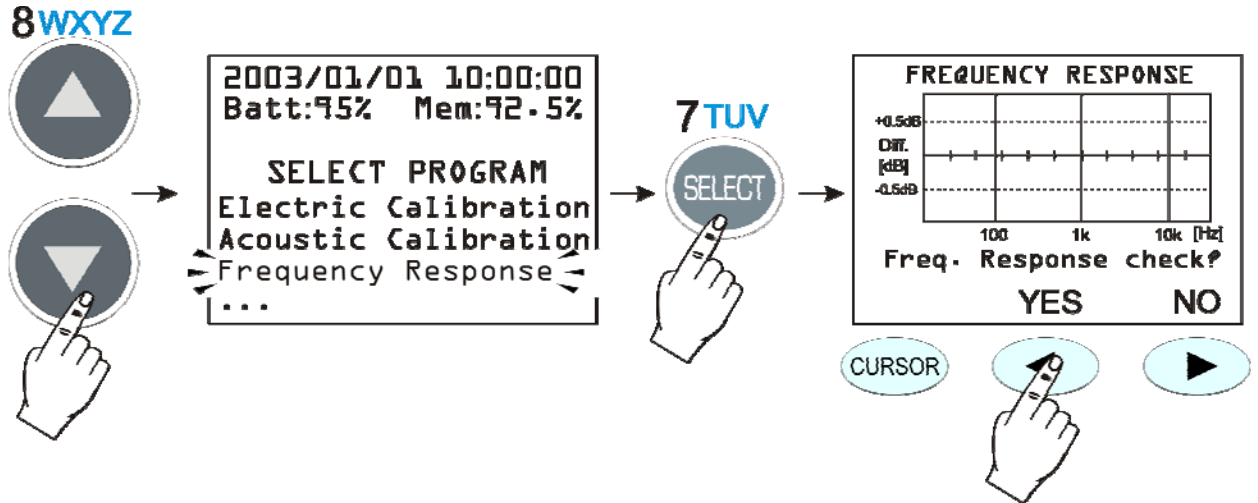 8WXYZ
2003/01/01 10:00:00
Batt:95% Mem:92.5%
SELECT PROGRAM
Electric Calibration
Acoustic Calibration
Frequency Response
...
7TUV
SELECT
FREQUENCY RESPONSE
+0.5dB
Diff.
[dB]
-0.5dB
100 1k 10k [Hz]
Freq. Response check?
YES NO
CURSOR